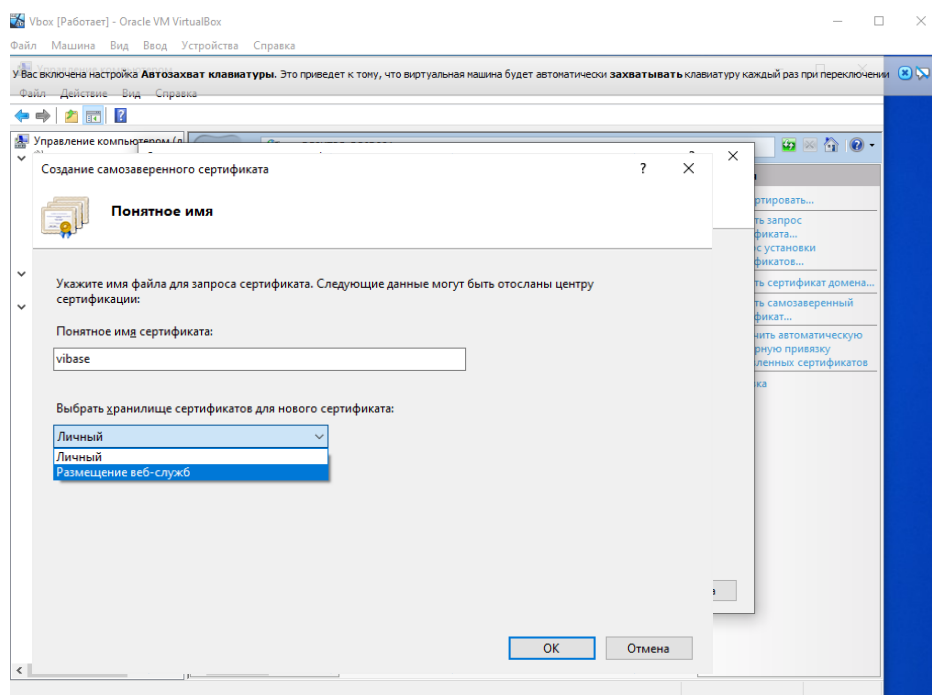 Vbox [Работает] - Oracle VM VirtualBox
Файл Машина Вид Ввод Устройства Справка
У Вас включена настройка Автозахват клавиатуры. Это приведет к тому, что виртуальная машина будет автоматически захватывать клавиатуру каждый раз при переключении
Файл Действие Вид Справка
Управление компьютером (л
Создание самозаверенного сертификата
Понятное имя
Укажите имя файла для запроса сертификата. Следующие данные могут быть отосланы центру
сертификации:
Понятное имя сертификата:
vibase
Выбрать хранилище сертификатов для нового сертификата:
Личный
Личный
Размещение веб-служб
OK Отмена
ртировать...
ть запрос
фиката...
с установки
фикатов...
ть сертификат домена...
ть самозаверенный
фикат...
чить автоматическую
рную привязку
ленных сертификатов
ка